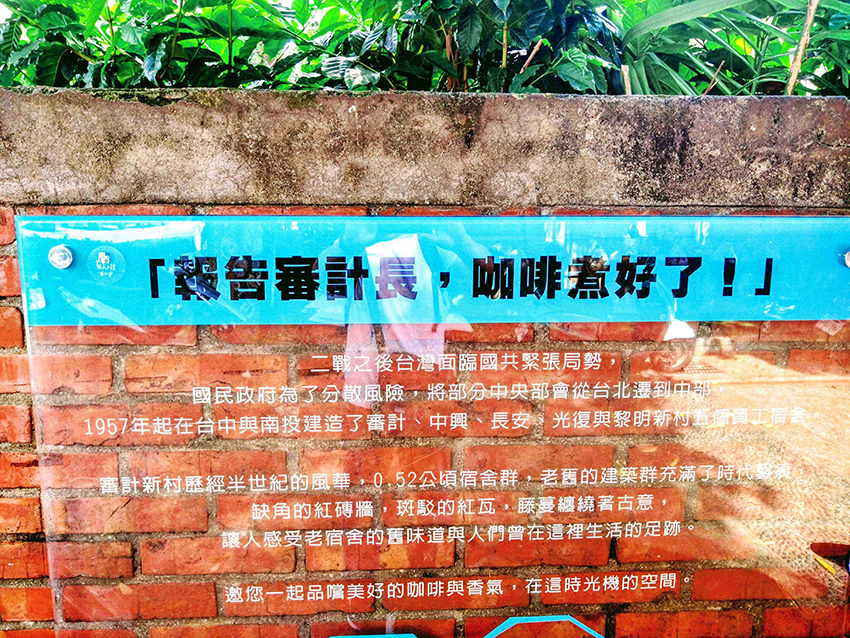 「報告審計長，咖啡煮好了！」
二戰之後台灣面臨國共緊張局勢，
國民政府為了分散風險，將部分中央部會從台北遷到中部，
1957年起在台中與南投建造了審計、中興、長安、光復與黎明新村五個員工宿舍
審計新村歷經半世紀的風華，0.52公頃宿舍群，老舊的建築群充滿了時代
缺角的紅磚牆，斑駁的紅瓦，藤蔓纏繞著古意，
讓人感受老宿舍的舊味道與人們曾在這裡生活的足跡。
邀您一起品嚐美好的咖啡與香氣，在這時光機的空間。